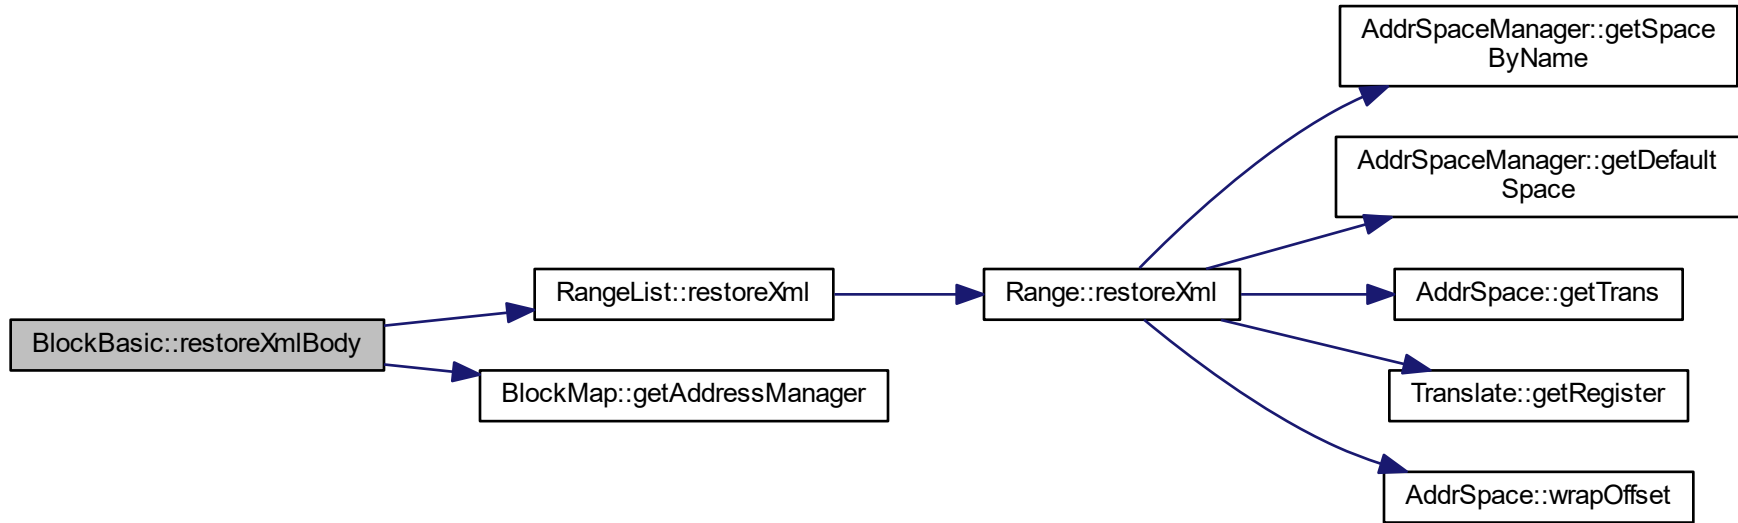 AddrSpaceManager::getSpace
ByName
AddrSpaceManager::getDefault
Space
RangeList::restoreXml
Range::restoreXml
AddrSpace::getTrans
BlockBasic::restoreXmlBody
BlockMap::getAddressManager
Translate::getRegister
AddrSpace::wrapOffset